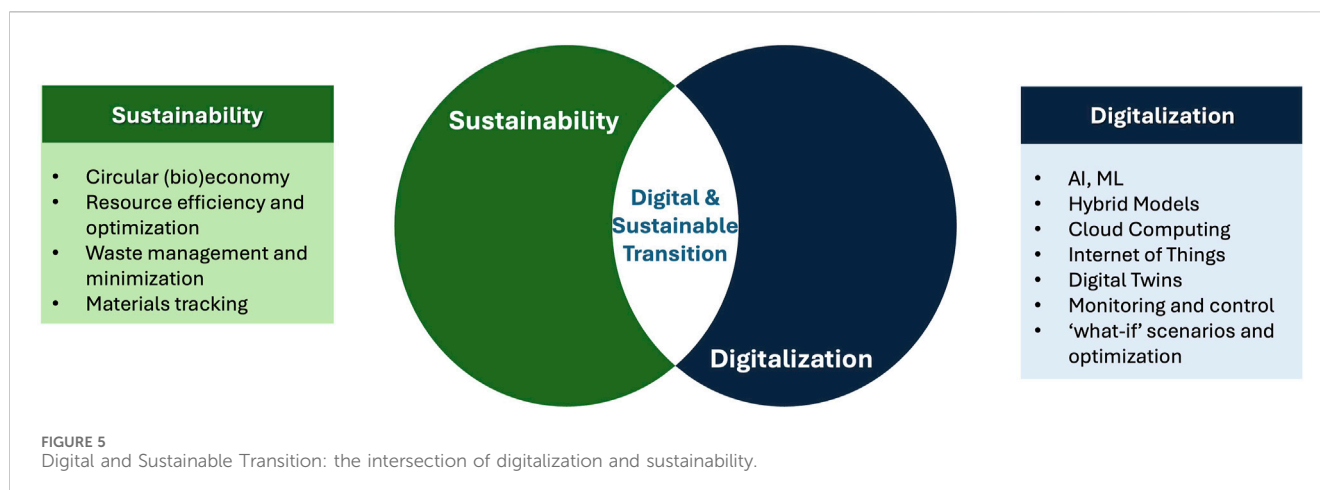 Sustainability
• Circular (bio)economy
• Resource efficiency and
optimization
• Waste management and
minimization
• Materials tracking
Sustainability
Digital &
Sustainable
Transition
Digitalization
Digitalization
• AI, ML
• Hybrid Models
• Cloud Computing
• Internet of Things
• Digital Twins
• Monitoring and control
• ‘what-if’ scenarios and
optimization
FIGURE 5
Digital and Sustainable Transition: the intersection of digitalization and sustainability.